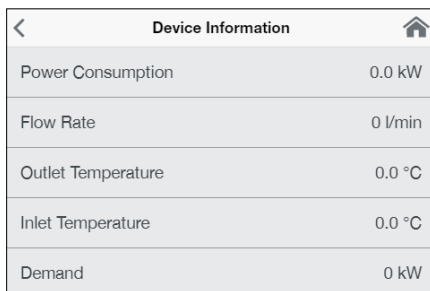 Device Information
Power Consumption 0.0 kW
Flow Rate 0 l/min
Outlet Temperature 0.0 °C
Inlet Temperature 0.0 °C
Demand 0 kW